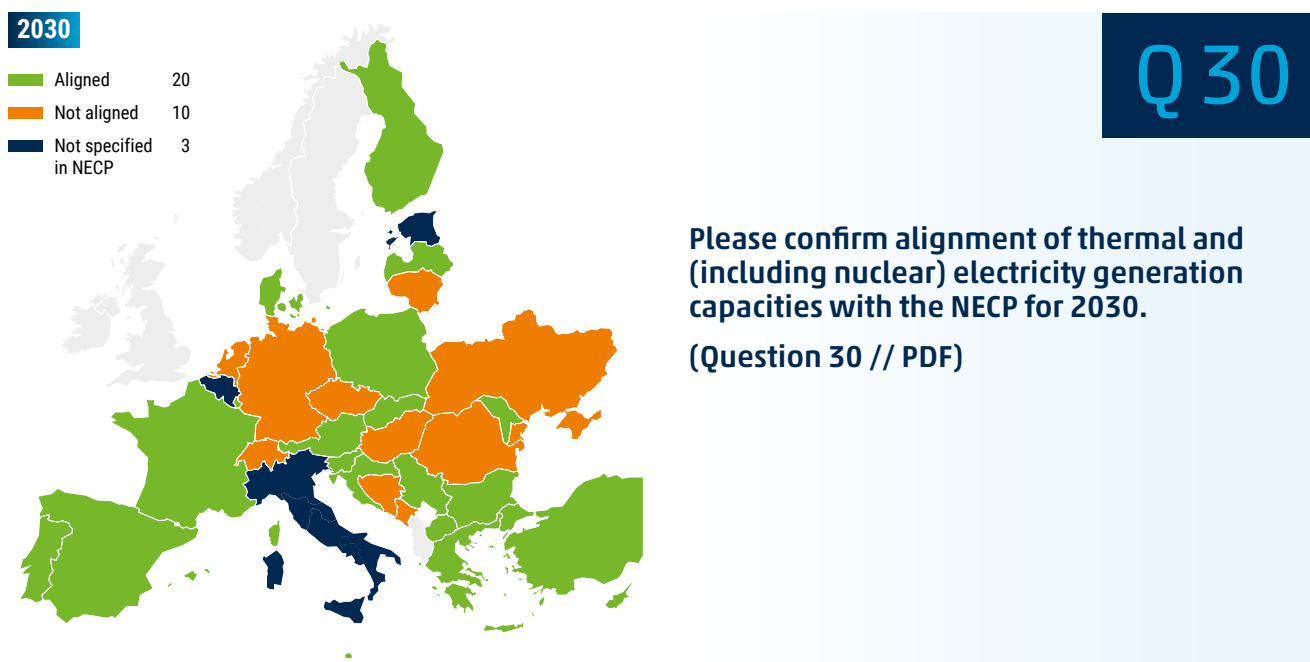 2030
Aligned 20
Not aligned 10
Not specified 3
in NECP
Q 30
Please confirm alignment of thermal and
(including nuclear) electricity generation
capacities with the NECP for 2030.
(Question 30 // PDF)